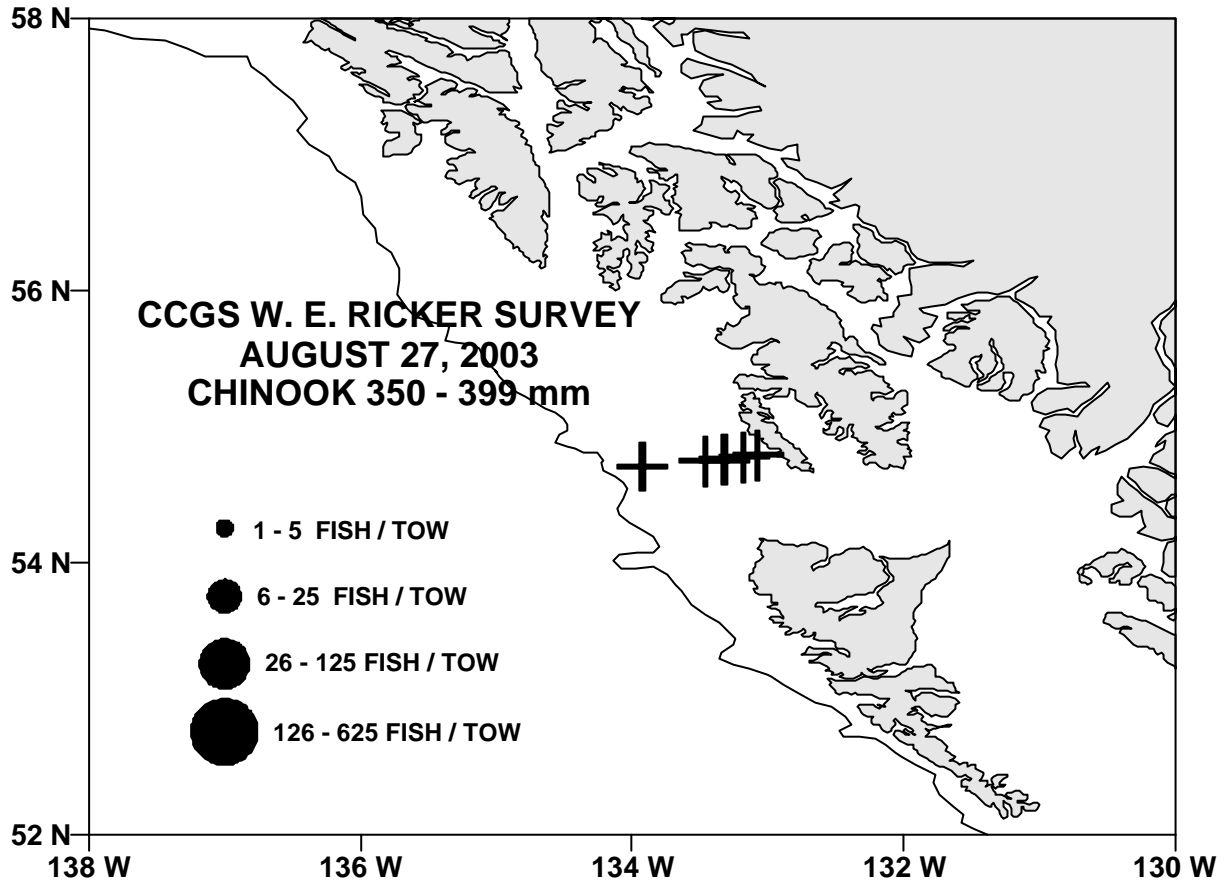 58 N
56 N
CCGS W. E. RICKER SURVEY
AUGUST 27, 2003
CHINOOK 350 - 399 mm
1 - 5 FISH / TOW
54 N
6 - 25 FISH / TOW
26 - 125 FISH / TOW
126 - 625 FISH / TOW
52 N
138 W 136 W 134 W 132 W 130 W